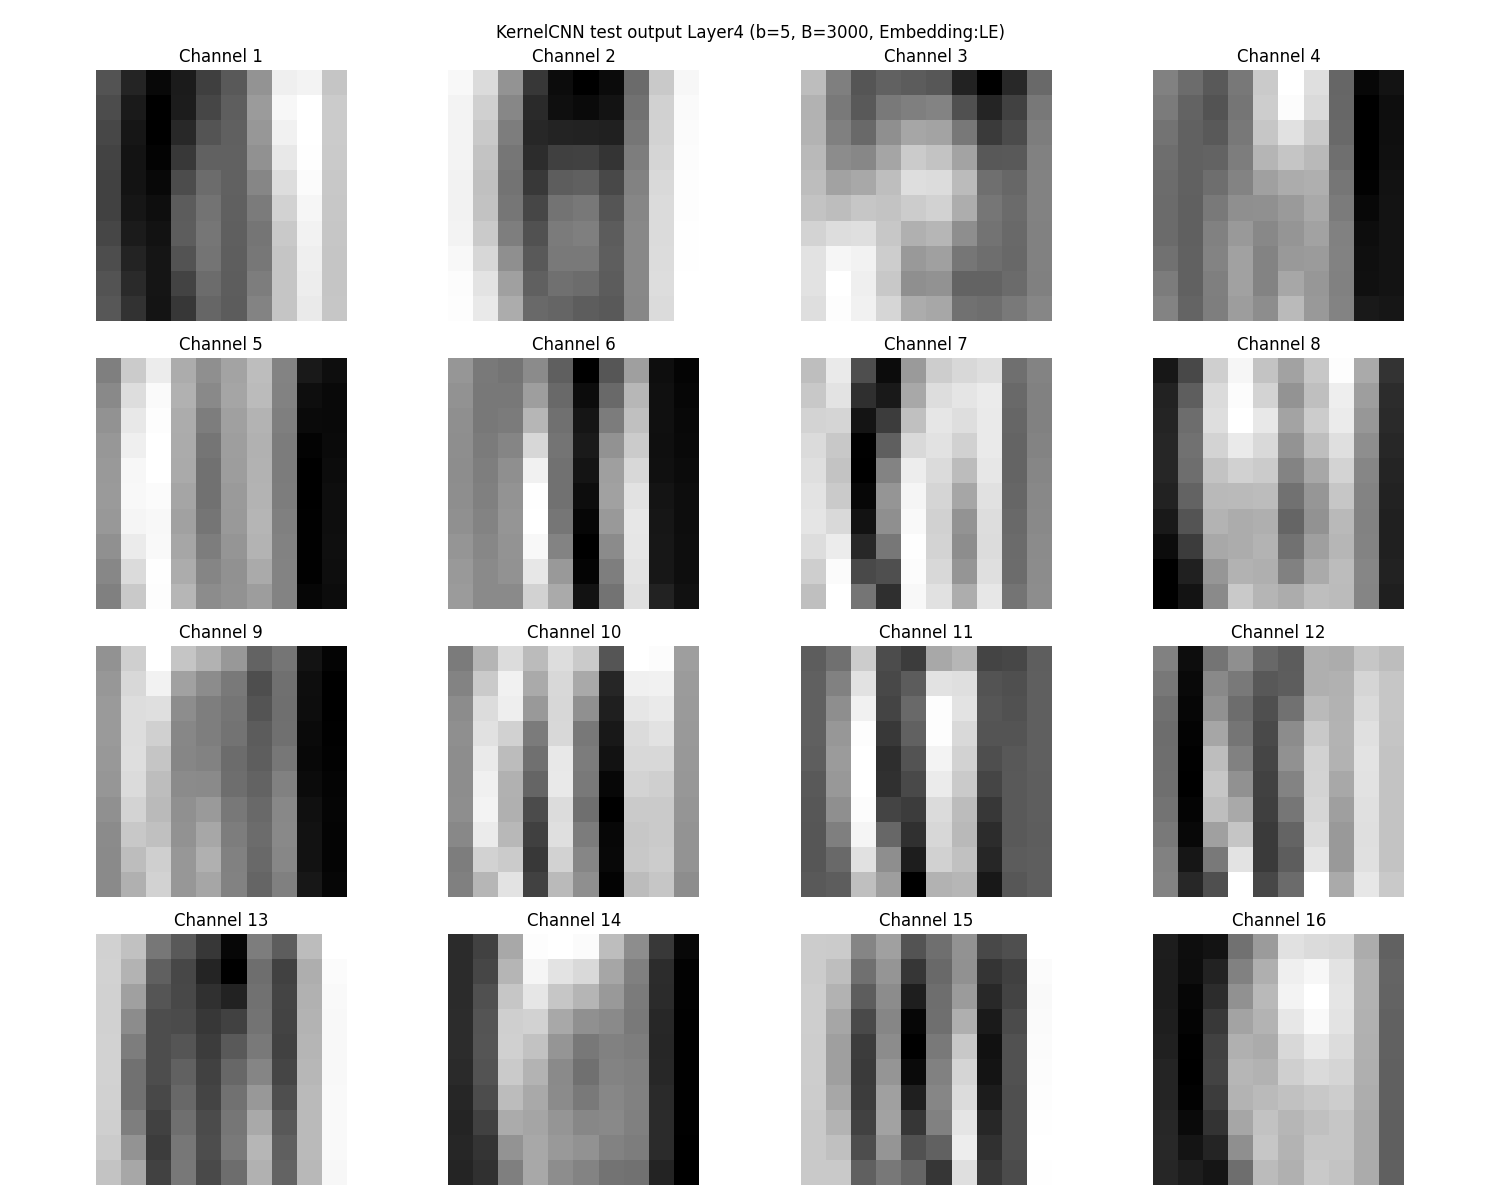 KernelCNN test output Layer4 (b=5, B=3000, Embedding:LE)
Channel 1
Channel 2
Channel 3
Channel 4
Channel 5
Channel 6
Channel 7
Channel 8
Channel 9
Channel 10
Channel 11
Channel 12
Channel 13
Channel 14
Channel 15
Channel 16